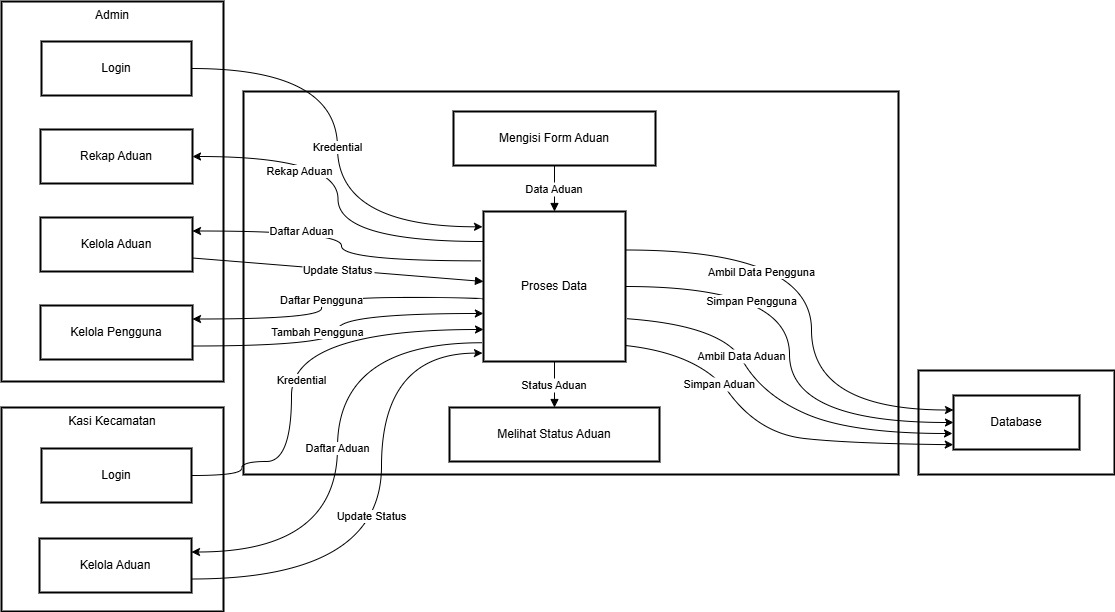 Admin
Login
Rekap Aduan
Kelola Aduan
Kelola Pengguna
Kasi Kecamatan
Login
Kelola Aduan
Kredential
Rekap Aduan
Daftar Aduan
Update Status
Daftar Pengguna
Tambah Pengguna
Kredential
Daftar Aduan
Update Status
Mengisi Form Aduan
Data Aduan
Proses Data
Status Aduan
Melihat Status Aduan
Ambil Data Pengguna
Simpan Pengguna
Ambil Data Aduan
Simpan Aduan
Database